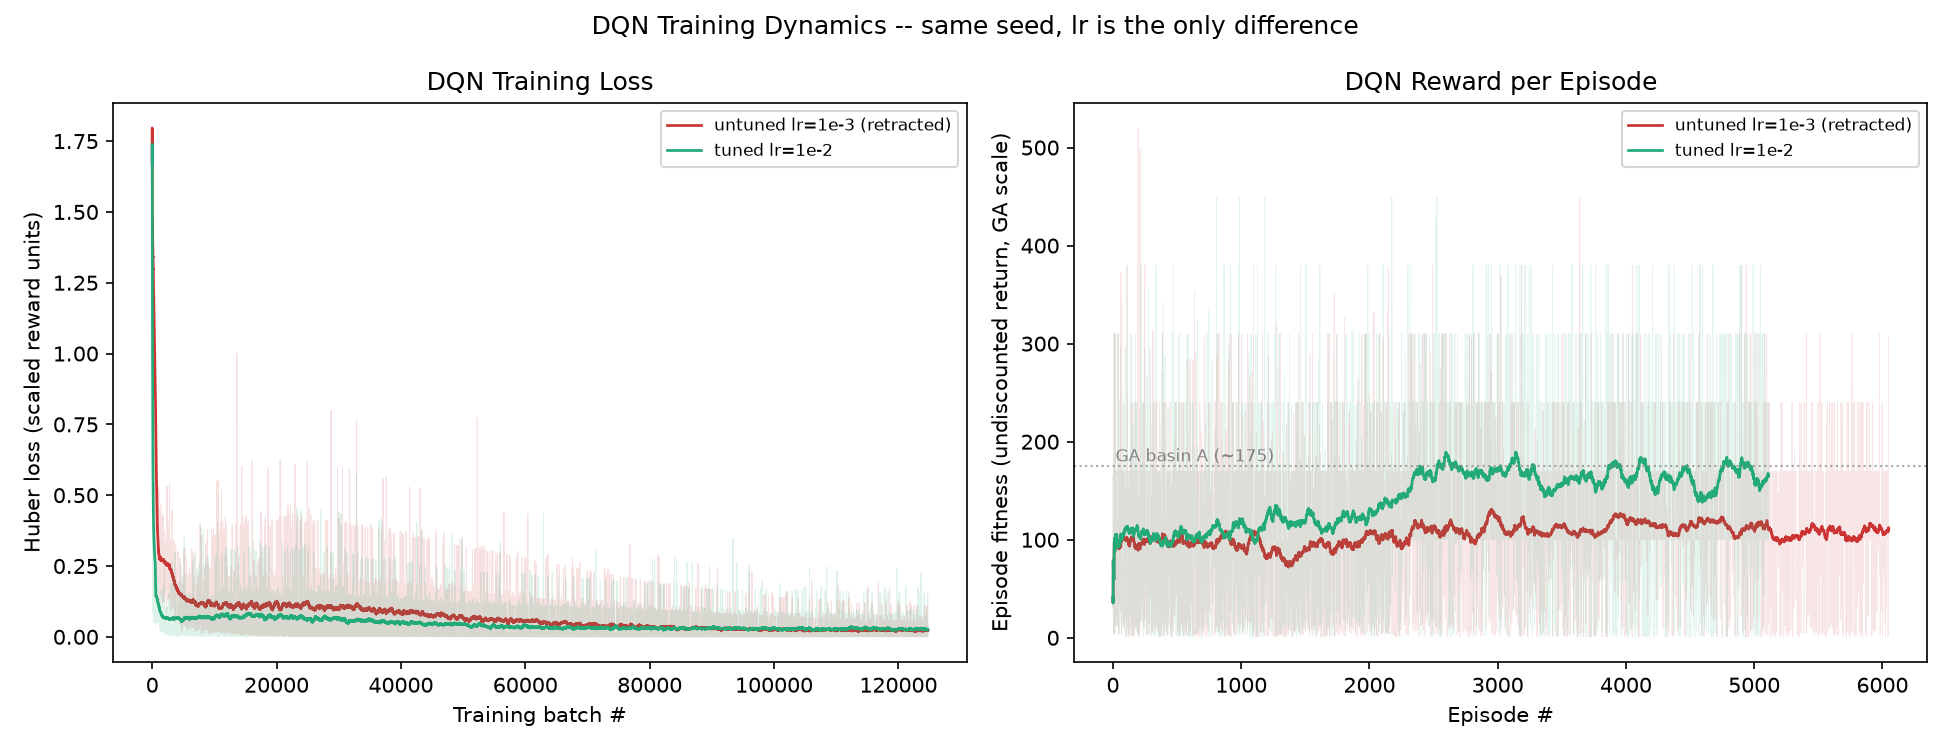 DQN Training Dynamics -- same seed, lr is the only difference
DQN Training Loss
untuned lr=1e-3 (retracted)
tuned lr=1e-2
Huber loss (scaled reward units)
1.75
1.50
1.25
1.00
0.75
0.50
0.25
0.00
0 20000 40000 60000 80000 100000 120000
Training batch #
DQN Reward per Episode
untuned lr=1e-3 (retracted)
tuned lr=1e-2
Episode fitness (undiscounted return, GA scale)
500
400
300
200
100
0
GA basin A (~175)
0 1000 2000 3000 4000 5000 6000
Episode #